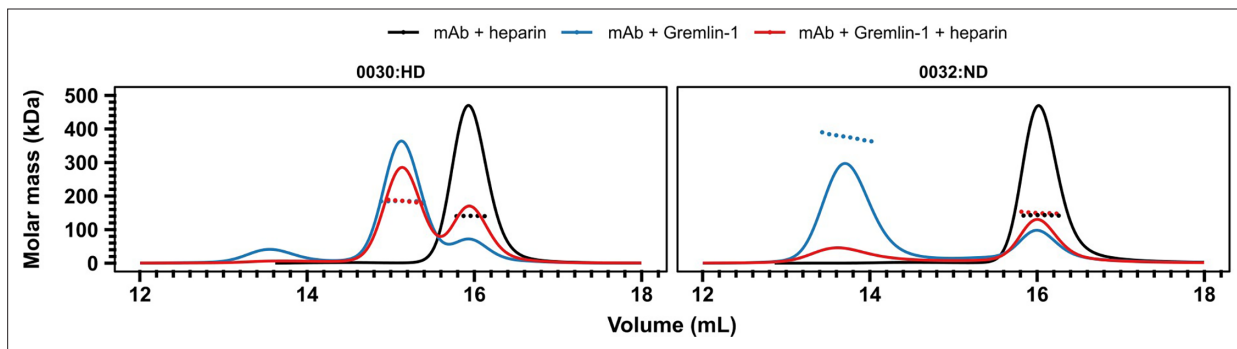 mAb + heparin mAb + Gremlin-1 mAb + Gremlin-1 + heparin
0030:HD 0032:ND
Molar mass (kDa)
500
400
300
200
100
0
12 14 16 18 12 14 16 18
Volume (mL)